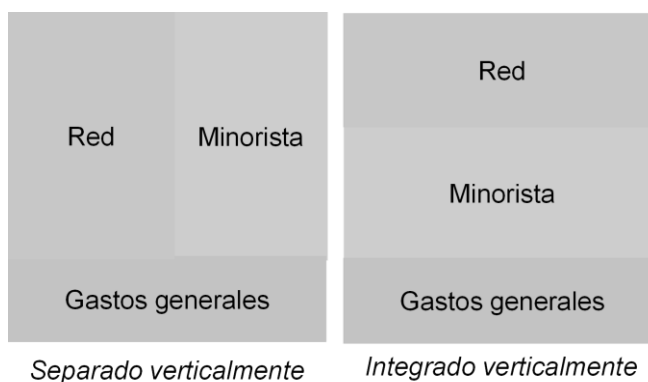 Red Minorista
Gastos generales
Separado verticalmente
Red
Minorista
Gastos generales
Integrado verticalmente